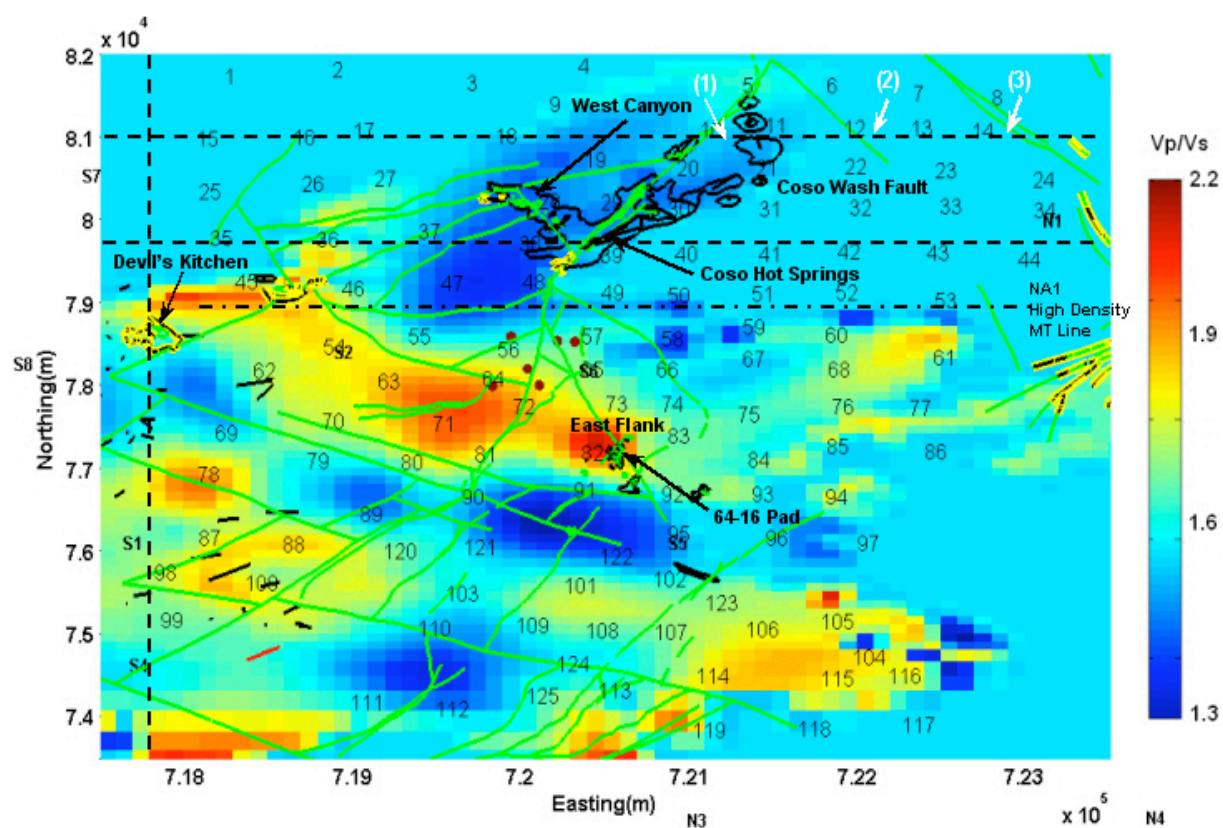 x 10⁴
8.2
1 2 3 4 5 6 7 8
(1) (2) (3)
9 West Canyon
Vp/Vs
8.1
15 16 17 18 11 12 13 14
S7
19 20 21 22 23 24
2.2
25 26 27 Coso Wash Fault
8
28 29 30 31 32 33 34 N1
35 36 37
Devil's Kitchen
39 40 41 42 43 44
Coso Hot Springs
45 46 47 48 49 50 51 52 53
NA1
7.9
High Density
MT Line
1.9
54 S2 55 56 57 58 59 60 61
S8
62 63 64 S6 66 67 68
7.8
69 70 71 72 73 74 75 76 77
East Flank
Northing(m)
78 79 80 81 82 83 84 85 86
7.7
89 90 91 92 93 94
64-16 Pad
1.6
S1 87 88 120 121 122 95 S5 96 97
7.6
98 109 103 101 102 123
99 110 109 108 107 106 105
7.5
S4 124 104
111 112 125 113 114 115 116
7.4
119 118 117
1.3
7.18 7.19 7.2 7.21 7.22 7.23
Easting(m)
x 10⁵
N3 N4